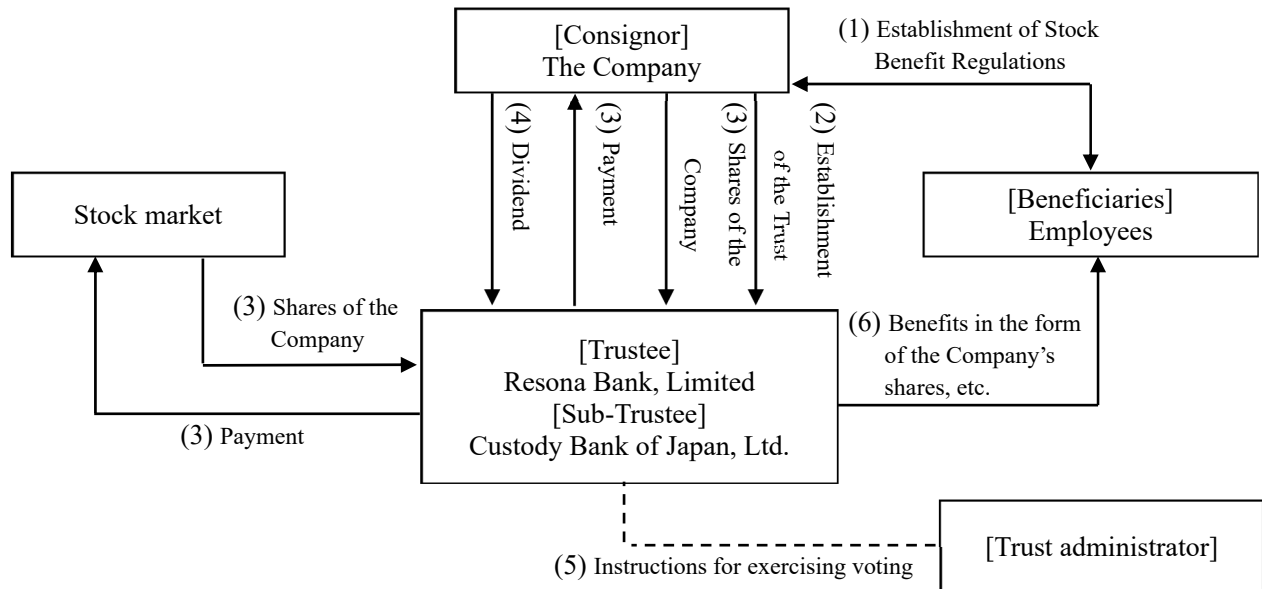 [Consignor]
The Company
(1) Establishment of Stock
Benefit Regulations
(4) Dividend
(3) Payment
(3) Shares of the
Company
(2) Establishment
of the Trust
Stock market
[Beneficiaries]
Employees
(3) Shares of the
Company
[Trustee]
Resona Bank, Limited
[Sub-Trustee]
Custody Bank of Japan, Ltd.
(6) Benefits in the form
of the Company’s
shares, etc.
(3) Payment
[Trust administrator]
(5) Instructions for exercising voting